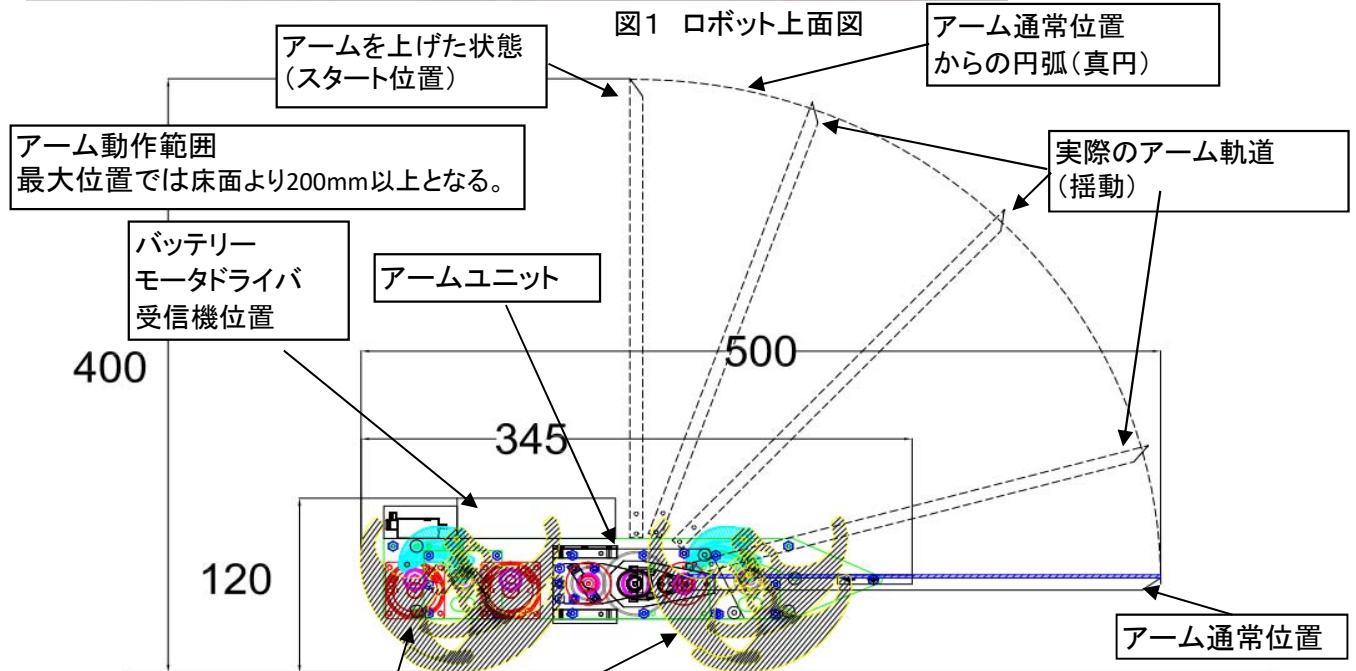 図1 ロボット上面図
アームを上げた状態
(スタート位置)
アーム通常位置
からの円弧(真円)
アーム動作範囲
最大位置では床面より200mm以上となる。
実際のアーム軌道
(揺動)
バッテリー
モータドライバ
受信機位置
アームユニット
400
500
345
120
アーム通常位置